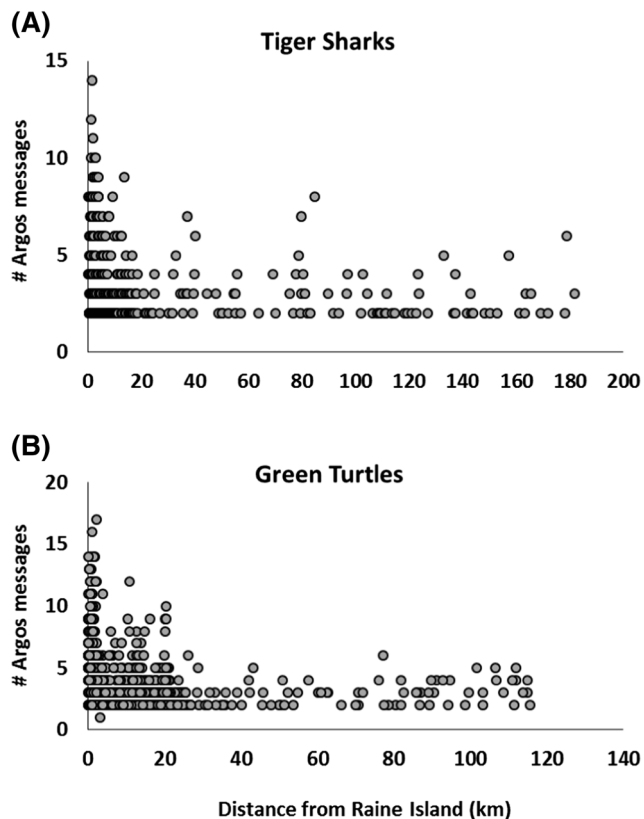 (A)
Tiger Sharks
15
10
5
0
# Argos messages
0 20 40 60 80 100 120 140 160 180 200
(B)
Green Turtles
20
15
10
5
0
# Argos messages
0 20 40 60 80 100 120 140
Distance from Raine Island (km)